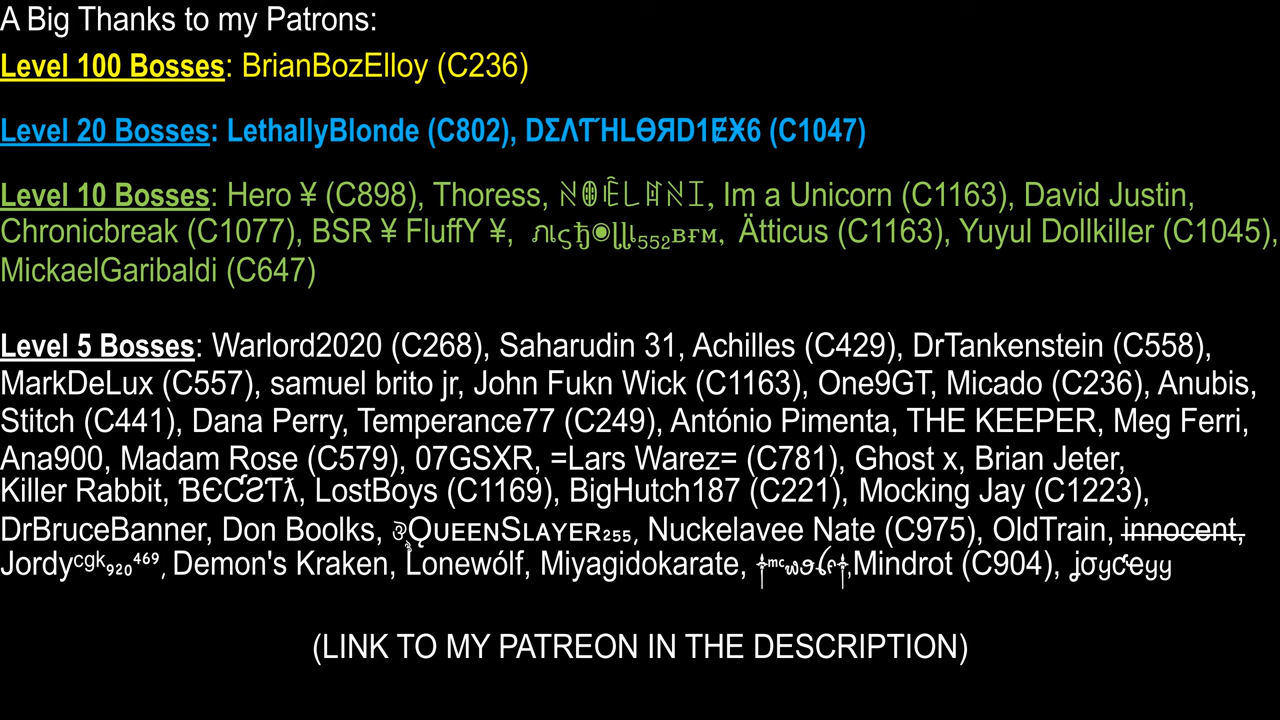 A Big Thanks to my Patrons:
Level 100 Bosses: BrianBozElloy (C236)
Level 20 Bosses: LethallyBlonde (C802), DΣΛƬΉLӨЯD1ɆӾ6 (C1047)
Level 10 Bosses: Hero ¥ (C898), Thoress, Im a Unicorn (C1163), David Justin,
Chronicbreak (C1077), BSR ¥ FluffY ¥, Ätticus (C1163), Yuyul Dollkiller (C1045),
MickaelGaribaldi (C647)
Level 5 Bosses: Warlord2020 (C268), Saharudin 31, Achilles (C429), DrTankenstein (C558),
MarkDeLux (C557), samuel brito jr, John Fukn Wick (C1163), One9GT, Micado (C236), Anubis,
Stitch (C441), Dana Perry, Temperance77 (C249), António Pimenta, THE KEEPER, Meg Ferri,
Ana900, Madam Rose (C579), 07GSXR, =Lars Warez= (C781), Ghost x, Brian Jeter,
Killer Rabbit, ƁЄƇƧƬƛ, LostBoys (C1169), BigHutch187 (C221), Mocking Jay (C1223),
DrBruceBanner, Don Boolks, QᴜᴇᴇɴSʟᴀʏᴇʀ₂₅₅, Nuckelavee Nate (C975), OldTrain, innocent,
Jordyᶜᵍᵏ₉₂₀⁴⁶⁹, Demon's Kraken, Lonewólf, Miyagidokarate, Mindrot (C904), ʝσyƈeyy
(LINK TO MY PATREON IN THE DESCRIPTION)